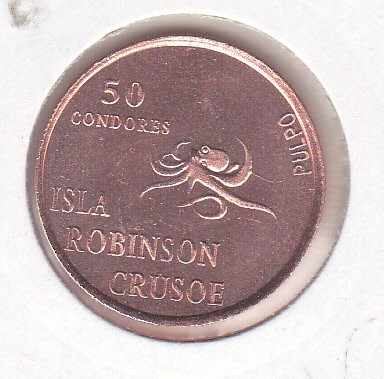 50
CONDORES
PULPO
ISLA
ROBINSON
CRUSOE